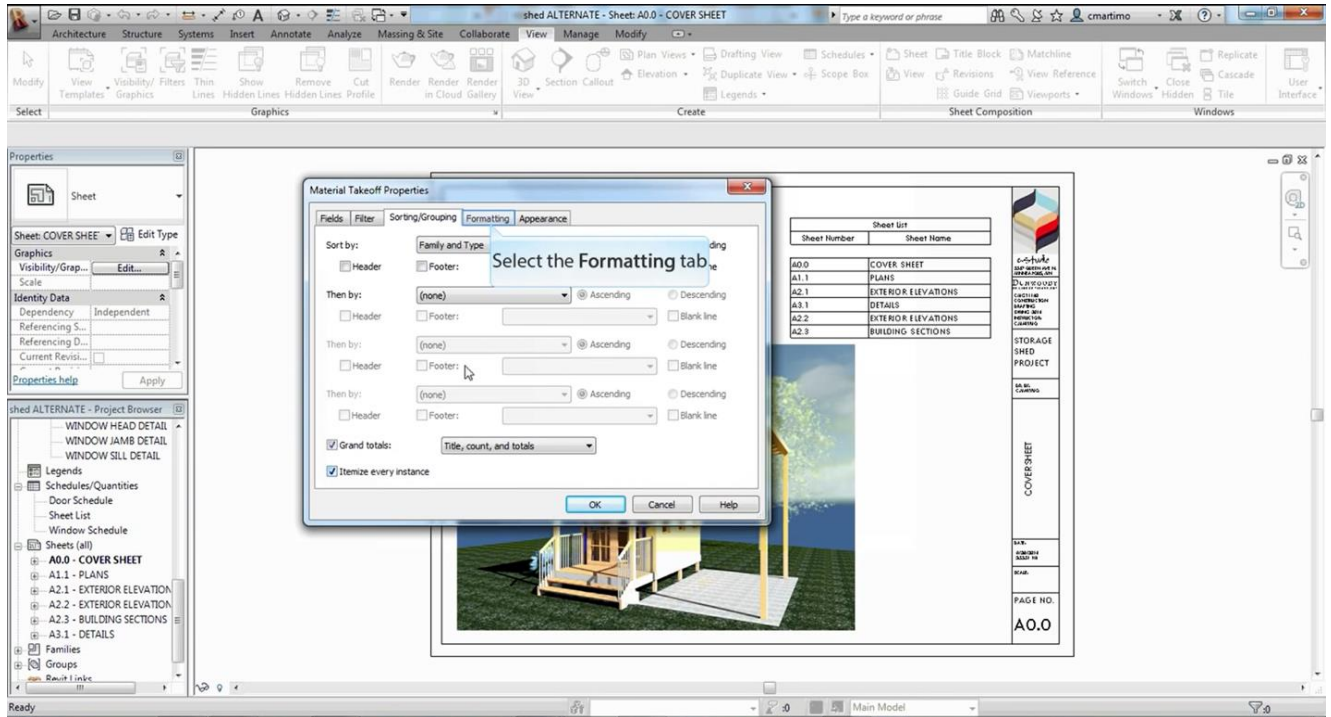 shed ALTERNATE - Sheet: A0.0 - COVER SHEET
Type a keyword or phrase
cmartimo
Architecture Structure Systems Insert Annotate Analyze Massing & Site Collaborate View Manage Modify
Modify
View Templates
Visibility/ Graphics
Filters
Thin Lines
Show Hidden Lines
Remove Hidden Lines
Cut Profile
Render
Render in Cloud
Render Gallery
3D View
Section
Callout
Plan Views
Elevation
Drafting View
Duplicate View
Legends
Schedules
Scope Box
Sheet
View
Title Block
Revisions
Guide Grid
Matchline
View Reference
Viewports
Switch Windows
Close Hidden
Replicate
Cascade
Tile
User Interface
Select
Graphics
Create
Sheet Composition
Windows
Properties
Sheet
Sheet: COVER SHEE
Edit Type
Graphics
Visibility/Grap... Edit...
Scale
Identity Data
Dependency Independent
Referencing S...
Referencing D...
Current Revisi...
Properties help
Apply
shed ALTERNATE - Project Browser
WINDOW HEAD DETAIL
WINDOW JAMB DETAIL
WINDOW SILL DETAIL
Legends
Schedules/Quantities
Door Schedule
Sheet List
Window Schedule
Sheets (all)
A0.0 - COVER SHEET
A1.1 - PLANS
A2.1 - EXTERIOR ELEVATION
A2.2 - EXTERIOR ELEVATION
A2.3 - BUILDING SECTIONS
A3.1 - DETAILS
Families
Groups
Revit Links
Material Takeoff Properties
Fields Filter Sorting/Grouping Formatting Appearance
Sort by: Family and Type
Select the Formatting tab.
Header Footer:
Then by: (none) Ascending Descending
Header Footer: Blank line
Then by: (none) Ascending Descending
Header Footer: Blank line
Then by: (none) Ascending Descending
Header Footer: Blank line
Grand totals: Title, count, and totals
Itemize every instance
OK Cancel Help
Sheet List
Sheet Number Sheet Name
A0.0 COVER SHEET
A1.1 PLANS
A2.1 EXTERIOR ELEVATIONS
A3.1 DETAILS
A2.2 EXTERIOR ELEVATIONS
A2.3 BUILDING SECTIONS
STORAGE
SHED
PROJECT
COVER SHEET
PAGE NO.
A0.0
2D
Ready
:0
Main Model
:0